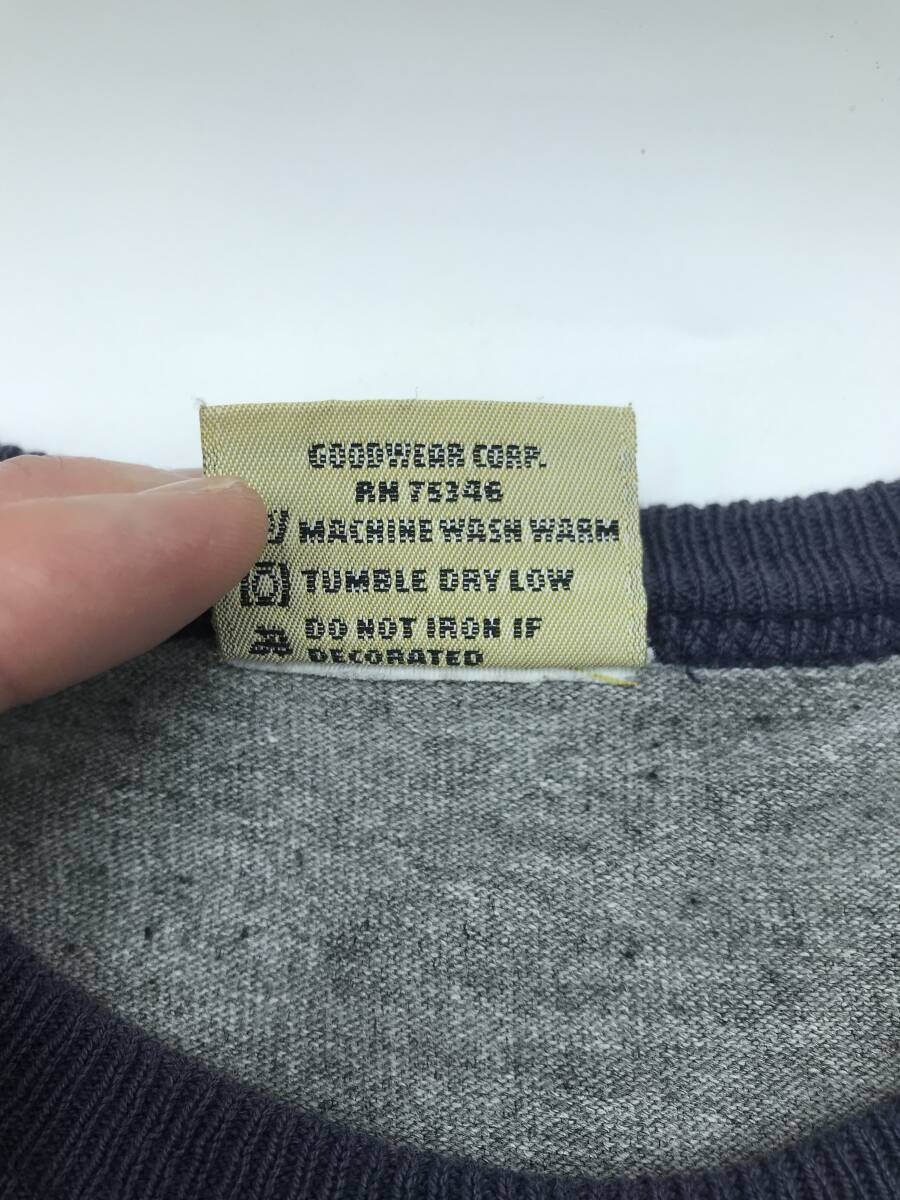 GOODWEAR CORP.
RN 75346
MACHINE WASH WARM
TUMBLE DRY LOW
DO NOT IRON IF
DECORATED